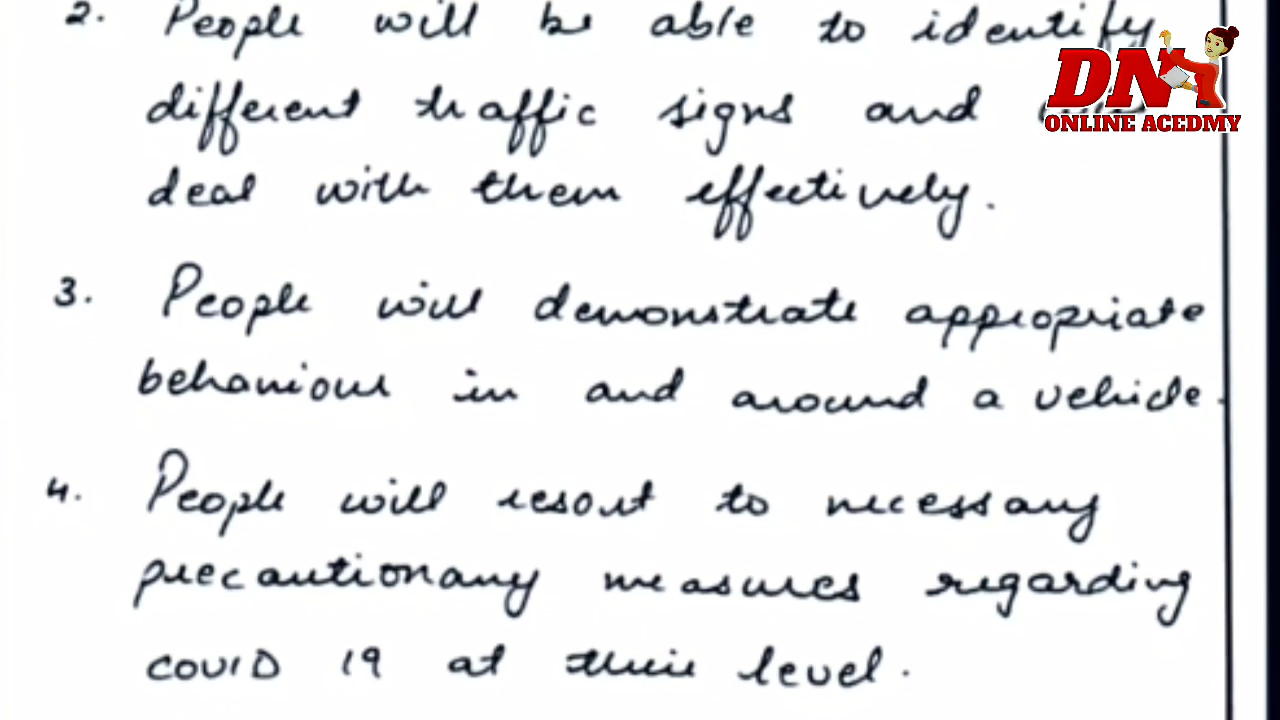 2. People will be able to identify
different traffic signs and
deal with them effectively.
3. People will demonstrate appropriate
behaviour in and around a vehicle.
4. People will resort to necessary
precautionary measures regarding
COVID 19 at their level.
DNA
ONLINE ACEDMY